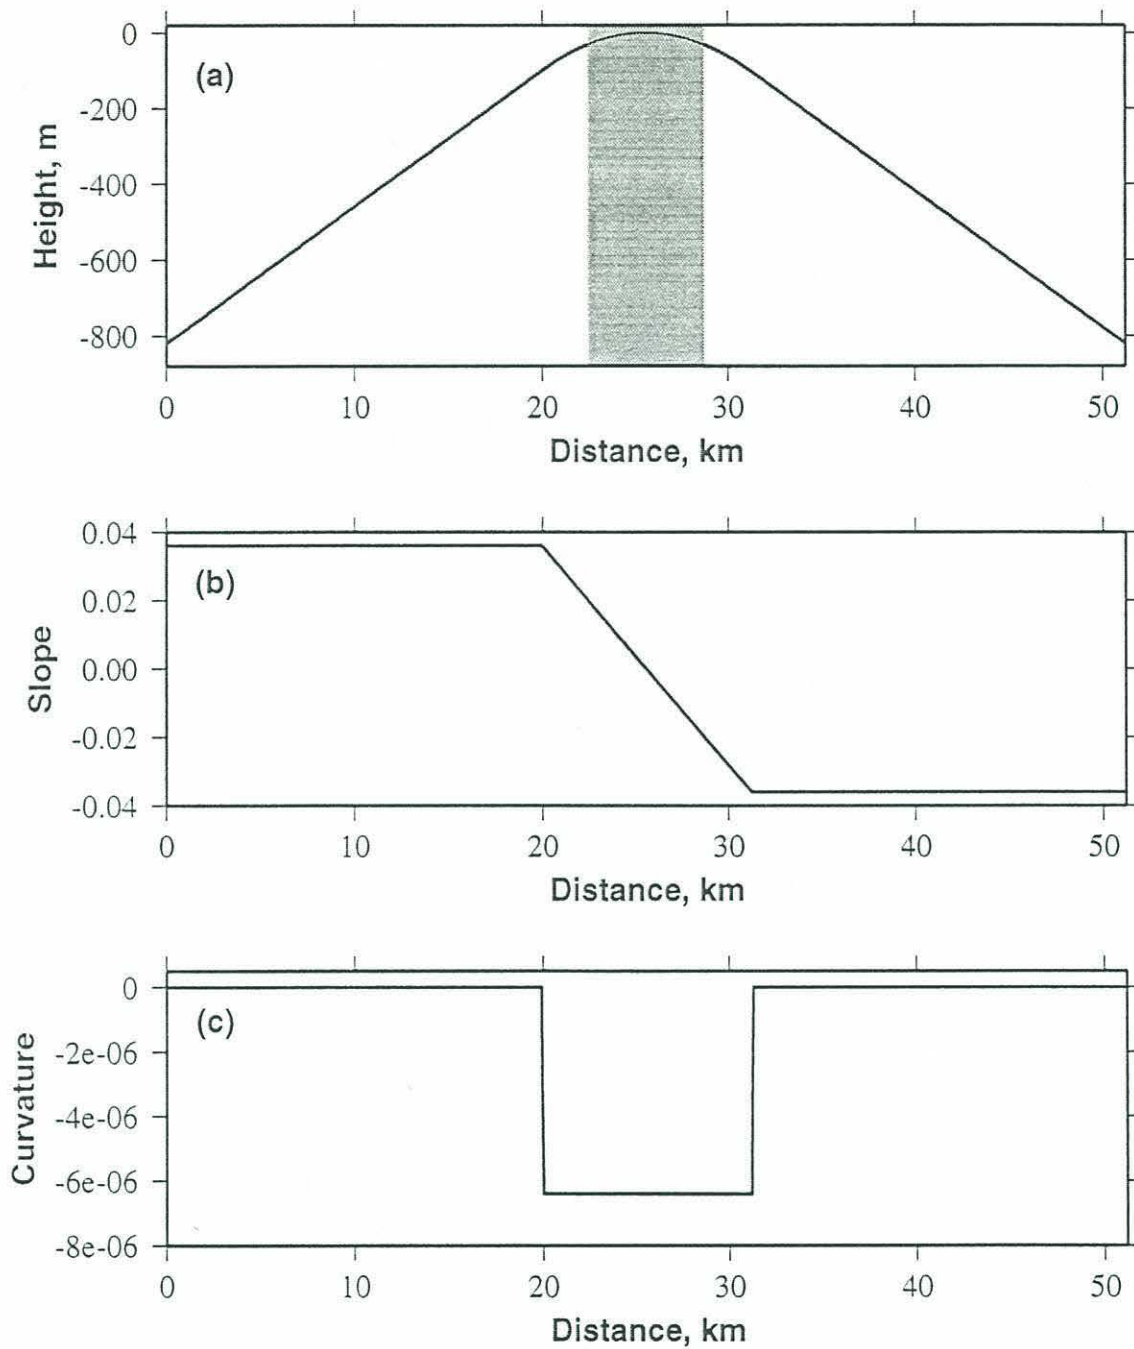 (a)
Height, m
0
-200
-400
-600
-800
0 10 20 30 40 50
Distance, km
(b)
Slope
0.04
0.02
0.00
-0.02
-0.04
0 10 20 30 40 50
Distance, km
(c)
Curvature
0
-2e-06
-4e-06
-6e-06
-8e-06
0 10 20 30 40 50
Distance, km